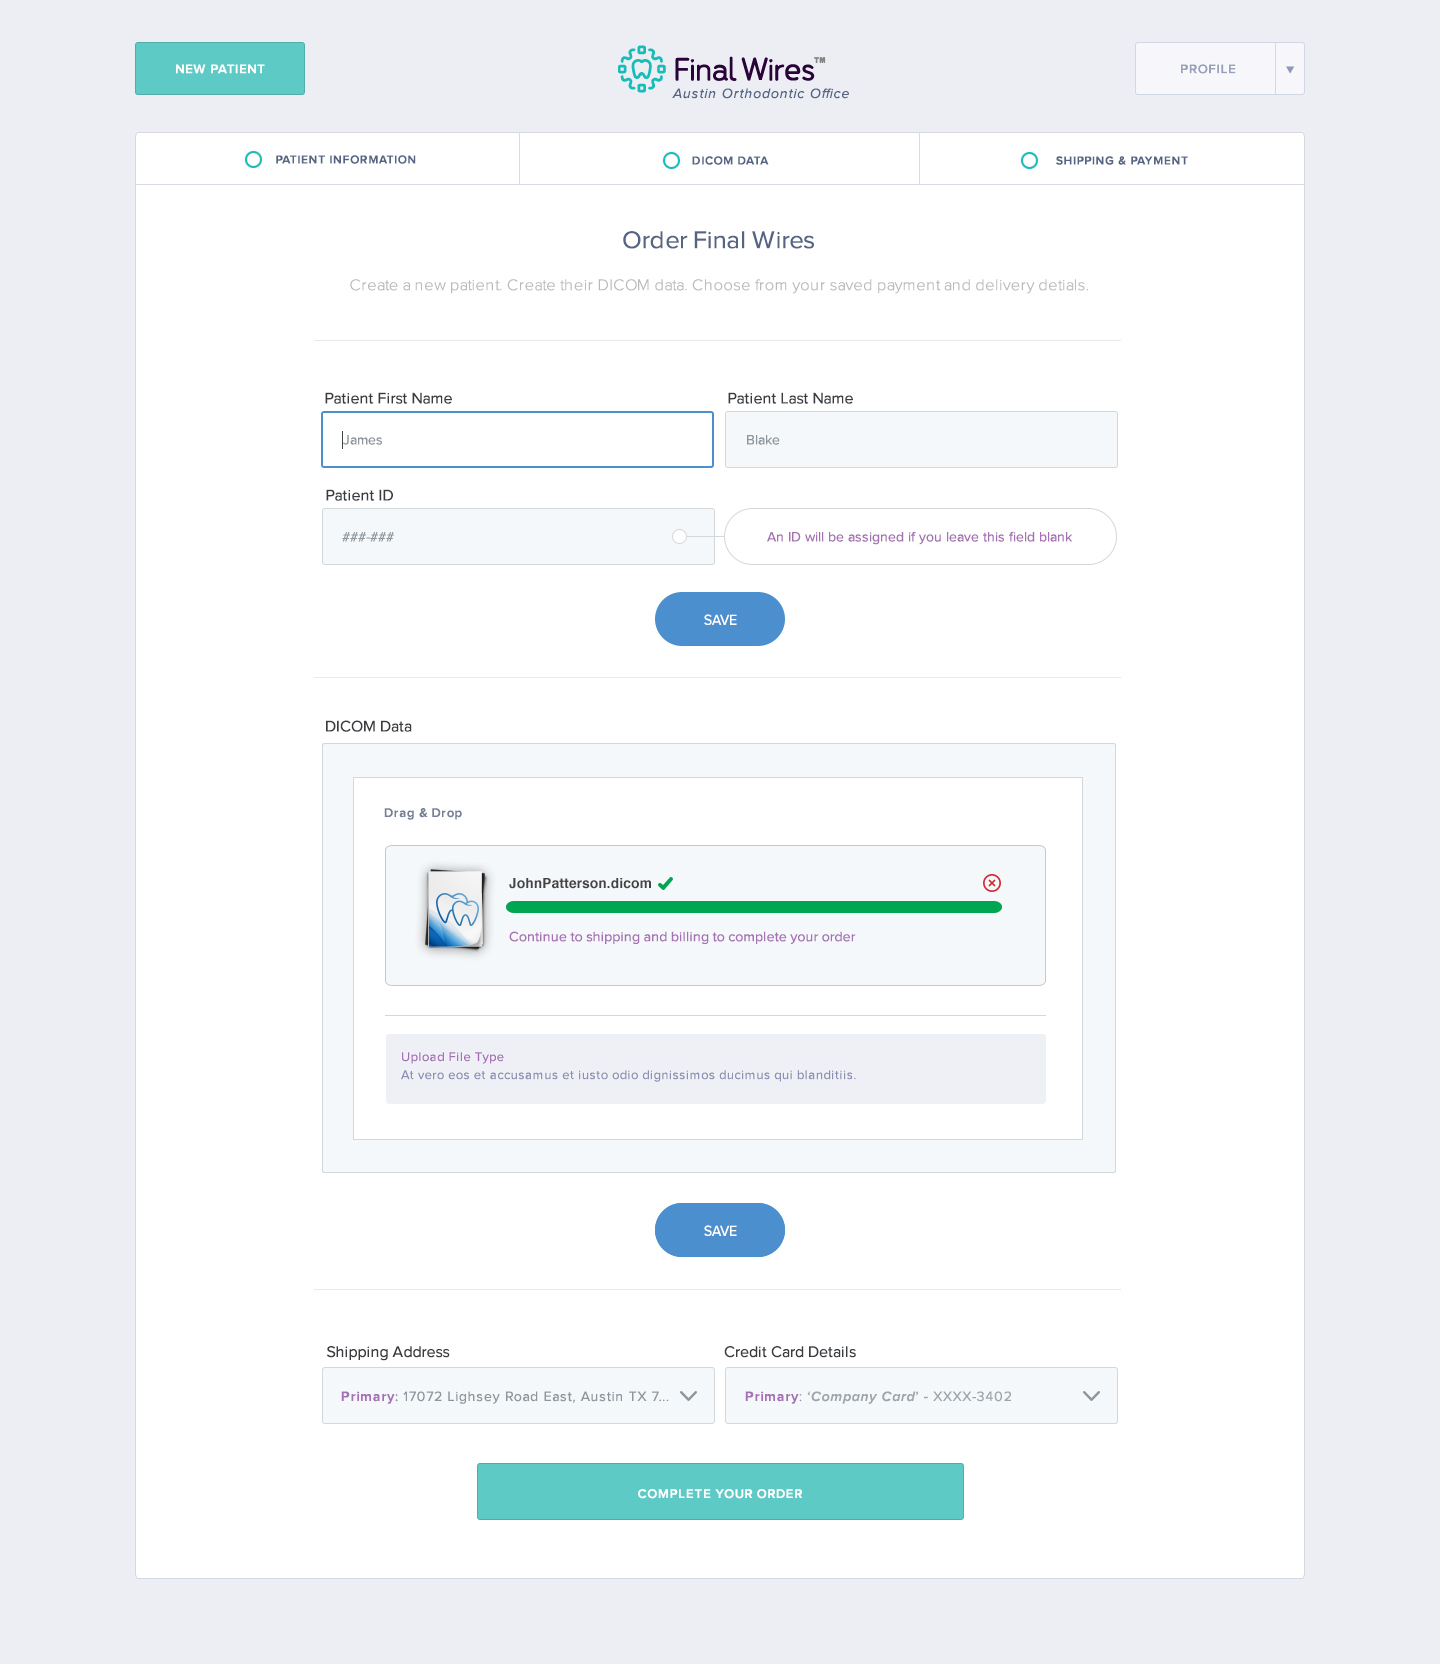 NEW PATIENT
Final Wires™
Austin Orthodontic Office
PROFILE
PATIENT INFORMATION
DICOM DATA
SHIPPING & PAYMENT
Order Final Wires
Create a new patient. Create their DICOM data. Choose from your saved payment and delivery detials.
Patient First Name
Patient Last Name
James
Blake
Patient ID
###-###
An ID will be assigned if you leave this field blank
SAVE
DICOM Data
Drag & Drop
JohnPatterson.dicom
Continue to shipping and billing to complete your order
Upload File Type
At vero eos et accusamus et iusto odio dignissimos ducimus qui blanditiis.
SAVE
Shipping Address
Credit Card Details
Primary: 17072 Lighsey Road East, Austin TX 7...
Primary: ‘Company Card’ - XXXX-3402
COMPLETE YOUR ORDER